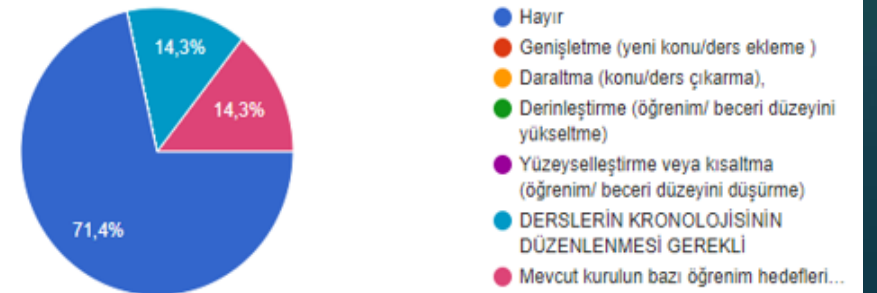 14,3%
14,3%
71,4%
Hayır
Genişletme (yeni konu/ders ekleme )
Daraltma (konu/ders çıkarma),
Derinleştirme (öğrenim/ beceri düzeyini
yükseltme)
Yüzeyselleştirme veya kısaltma
(öğrenim/ beceri düzeyini düşürme)
DERSLERİN KRONOLOJİSİNİN
DÜZENLENMESİ GEREKLİ
Mevcut kurulun bazı öğrenim hedefleri…